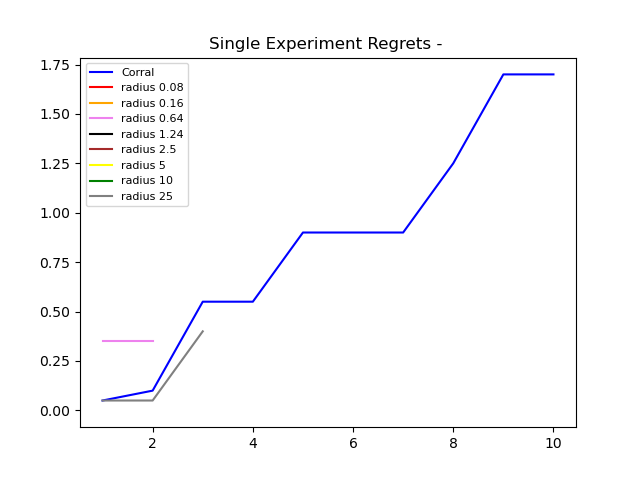 Single Experiment Regrets -
1.75
1.50
1.25
1.00
0.75
0.50
0.25
0.00
Corral
radius 0.08
radius 0.16
radius 0.64
radius 1.24
radius 2.5
radius 5
radius 10
radius 25
2 4 6 8 10